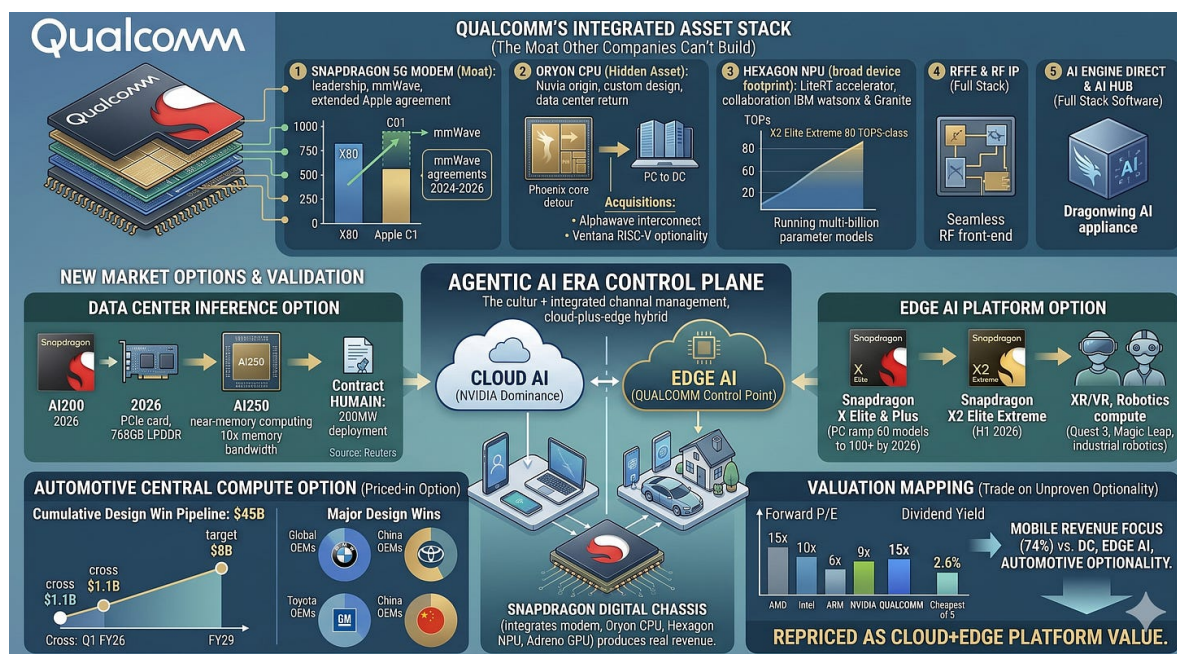 Qualcomm
QUALCOMM'S INTEGRATED ASSET STACK
(The Moat Other Companies Can't Build)
Qualcomm
1 SNAPDRAGON 5G MODEM (Moat):
leadership, mmWave,
extended Apple agreement
1000
750
500
250
0
C01
X80
mmWave
mmWave
agreements
2024-2026
X80
Apple C1
2 ORYON CPU (Hidden Asset):
Nuvia origin, custom design,
data center return
Phoenix core
detour
PC to DC
Acquisitions:
• Alphawave interconnect
• Ventana RISC-V optionality
3 HEXAGON NPU (broad device
footprint): LiteRT accelerator,
collaboration IBM watsonx & Granite
TOPs
X2 Elite Extreme 80 TOPS-class
80
60
20
Running multi-billion
parameter models
4 RFFE & RF IP
(Full Stack)
Seamless
RF front-end
5 AI ENGINE DIRECT
& AI HUB
(Full Stack Software)
AI
Dragonwing AI
appliance
NEW MARKET OPTIONS & VALIDATION
DATA CENTER INFERENCE OPTION
Snapdragon
AI200
2026
2026
PCIe card,
768GB LPDDR
AI250
AI250
near-memory computing
10x memory
bandwidth
Contract
HUMAIN:
200MW
deployment
Source: Reuters
AGENTIC AI ERA CONTROL PLANE
The cultur + integrated channel management,
cloud-plus-edge hybrid
CLOUD AI
(NVIDIA Dominance)
EDGE AI
(QUALCOMM Control Point)
EDGE AI PLATFORM OPTION
Snapdragon
X
Elite
Snapdragon
X Elite & Plus
(PC ramp 60 models
to 100+ by 2026)
Snapdragon
X2
Extreme
Snapdragon
X2 Elite Extreme
(H1 2026)
XR/VR, Robotics
compute
(Quest 3, Magic Leap,
industrial robotics)
AUTOMOTIVE CENTRAL COMPUTE OPTION (Priced-in Option)
Cumulative Design Win Pipeline: $45B
target
$8B
cross
$1.1B
cross
$1.1B
Cross: Q1 FY26
FY29
Major Design Wins
Global
OEMs
China
OEMs
Toyota
OEMs
GM
China
OEMs
SNAPDRAGON DIGITAL CHASSIS
(integrates modem, Oryon CPU, Hexagon
NPU, Adreno GPU) produces real revenue.
VALUATION MAPPING (Trade on Unproven Optionality)
Forward P/E
Dividend Yield
15x
10x
6x
9x
15x
2.6%
AMD
Intel
ARM
NVIDIA
QUALCOMM
Cheapest
of 5
MOBILE REVENUE FOCUS
(74%) vs. DC, EDGE AI,
AUTOMOTIVE OPTIONALITY.
REPRICED AS CLOUD+EDGE PLATFORM VALUE.